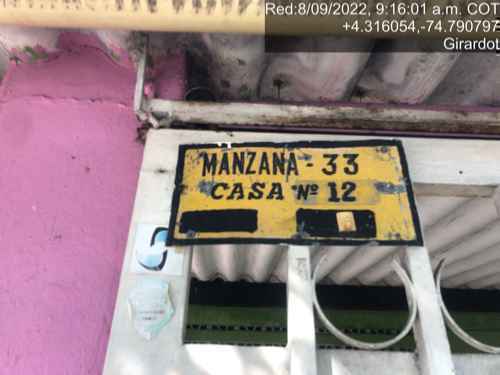 Red:8/09/2022, 9:16:01 a.m. COT
+4.316054,-74.790797
Girardot
MANZANA - 33
CASA Nº 12